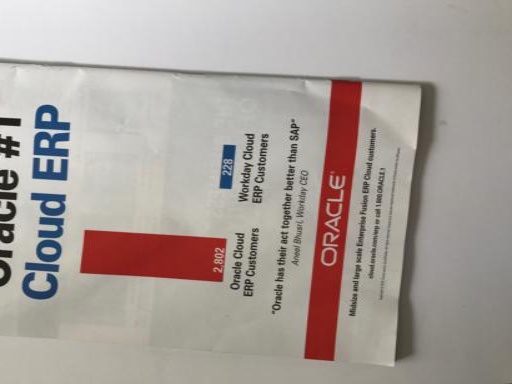 Oracle #1
Cloud ERP
2,802
228
Oracle Cloud
ERP Customers
Workday Cloud
ERP Customers
"Oracle has their act together better than SAP"
Aneel Bhusri, Workday CEO
ORACLE
Midsize and large scale Enterprise Fusion ERP Cloud customers.
cloud.oracle.com/erp or call 1.800.ORACLE.1